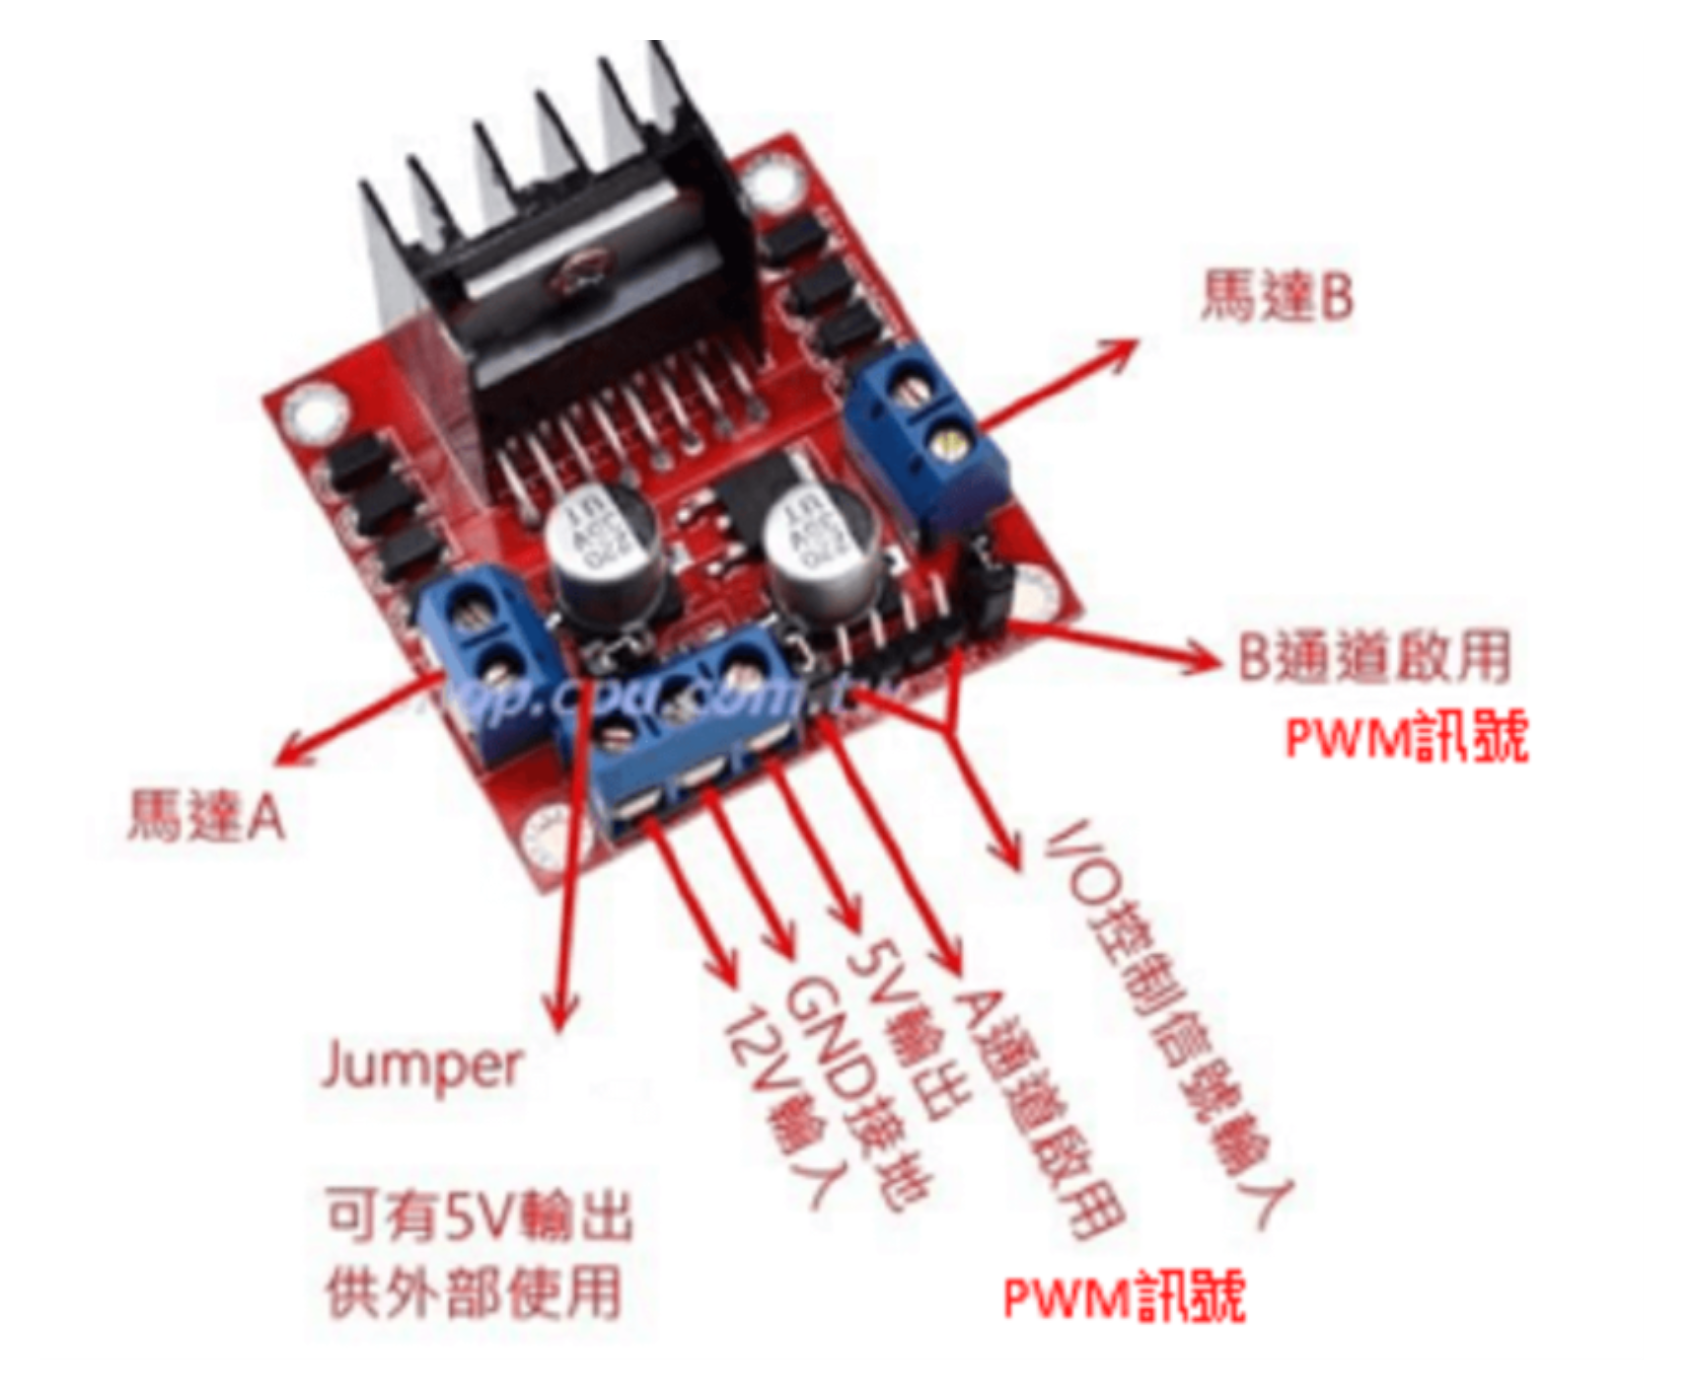 馬達B
B通道啟用
PWM訊號
馬達A
I/O控制信號輸入
5V輸出
A通道啟用
GND接地
12V輸入
Jumper
可有5V輸出
供外部使用
PWM訊號